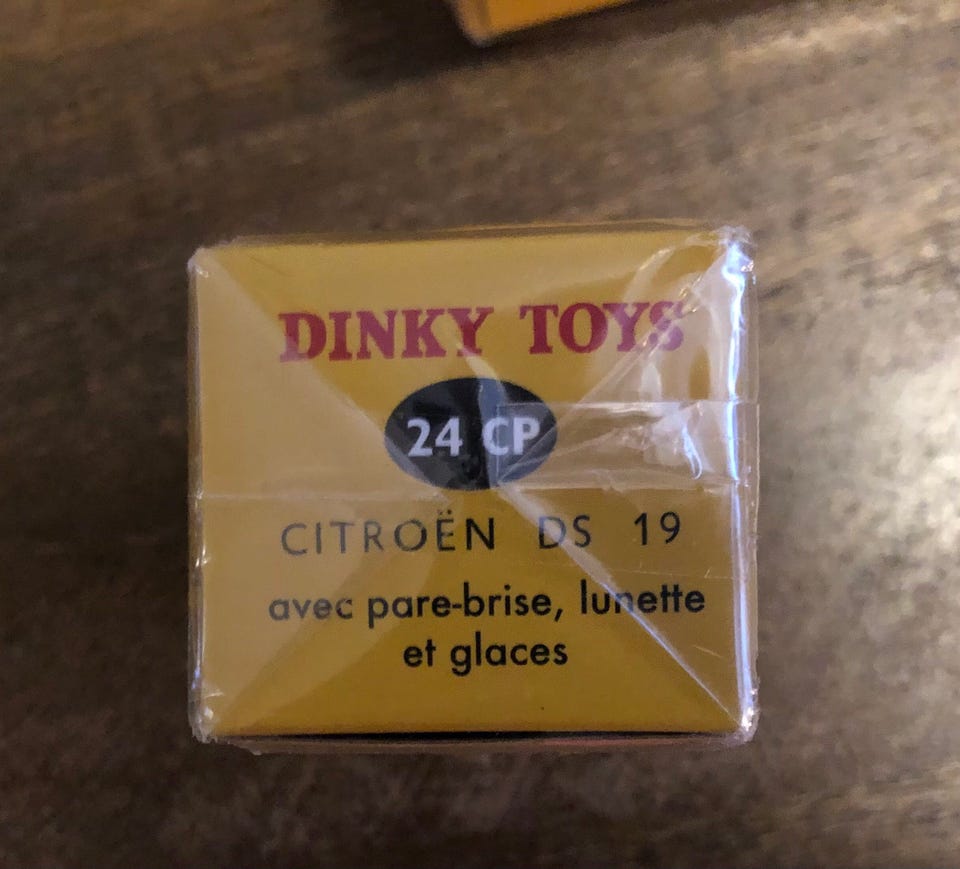 DINKY TOYS
24 CP
CITROËN DS 19
avec pare-brise, lunette
et glaces